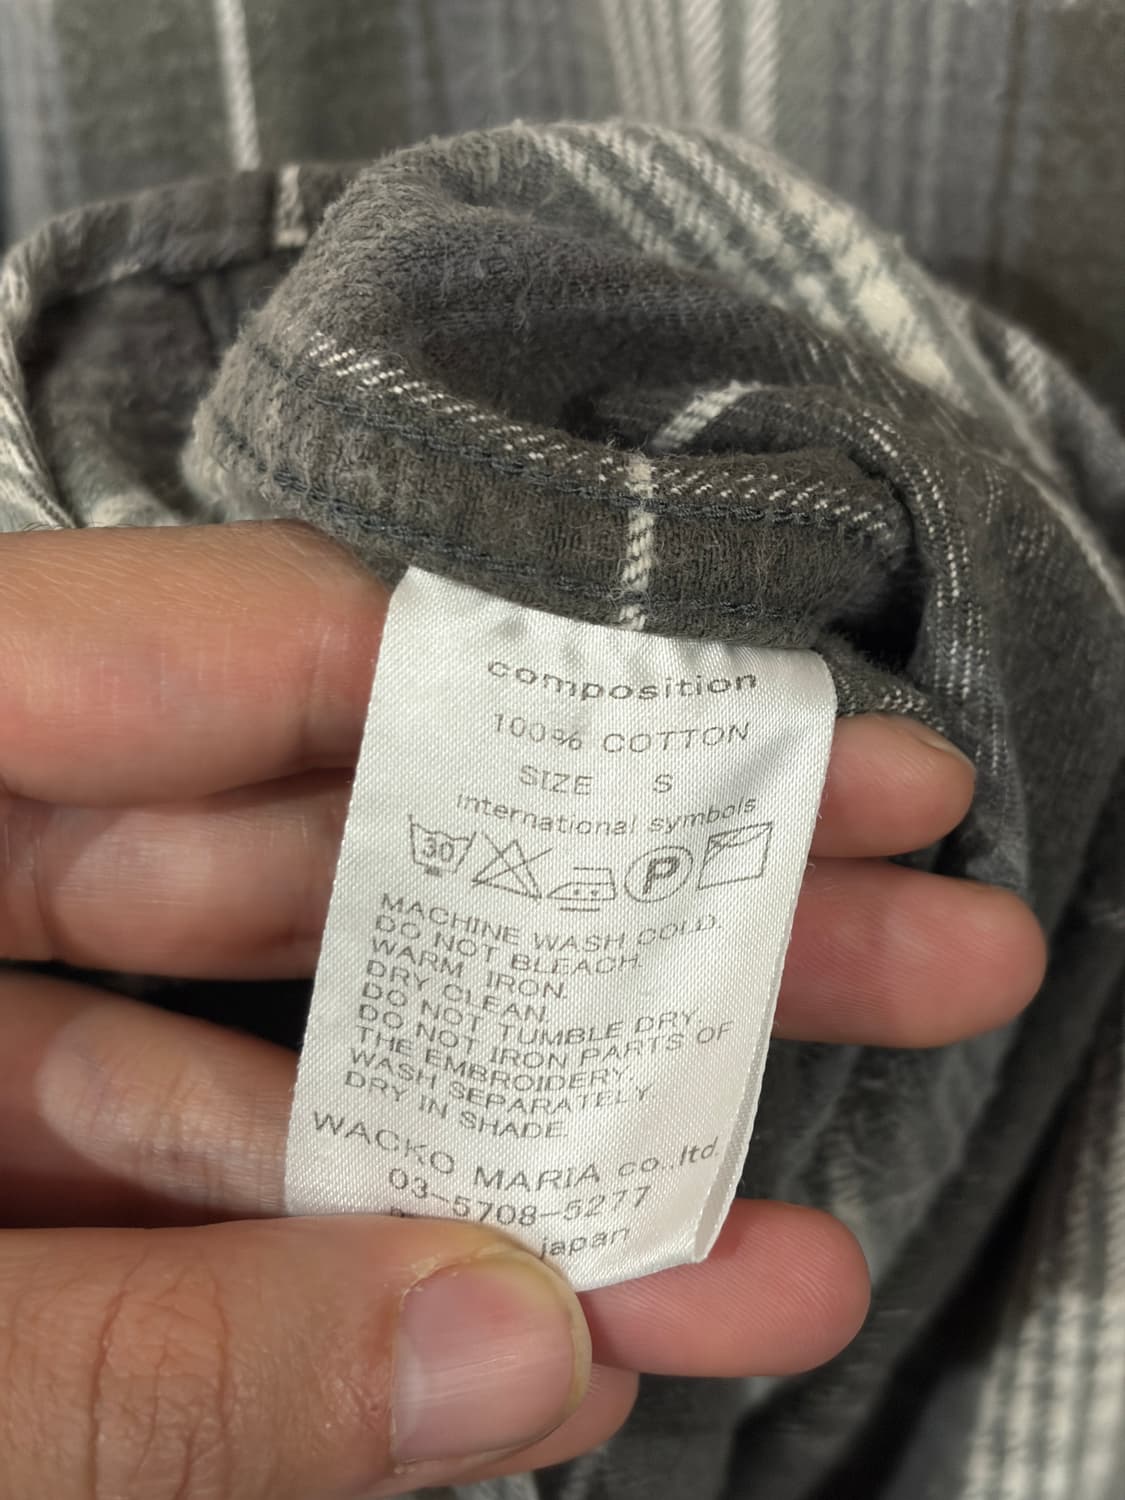 composition
100% COTTON
SIZE S
international symbols
30 P
MACHINE WASH COLD.
DO NOT BLEACH.
WARM IRON.
DRY CLEAN.
DO NOT TUMBLE DRY.
DO NOT IRON PARTS OF
THE EMBROIDERY.
WASH SEPARATELY
DRY IN SHADE.
WACKO MARIA co.,ltd.
03-5708-5277
japan